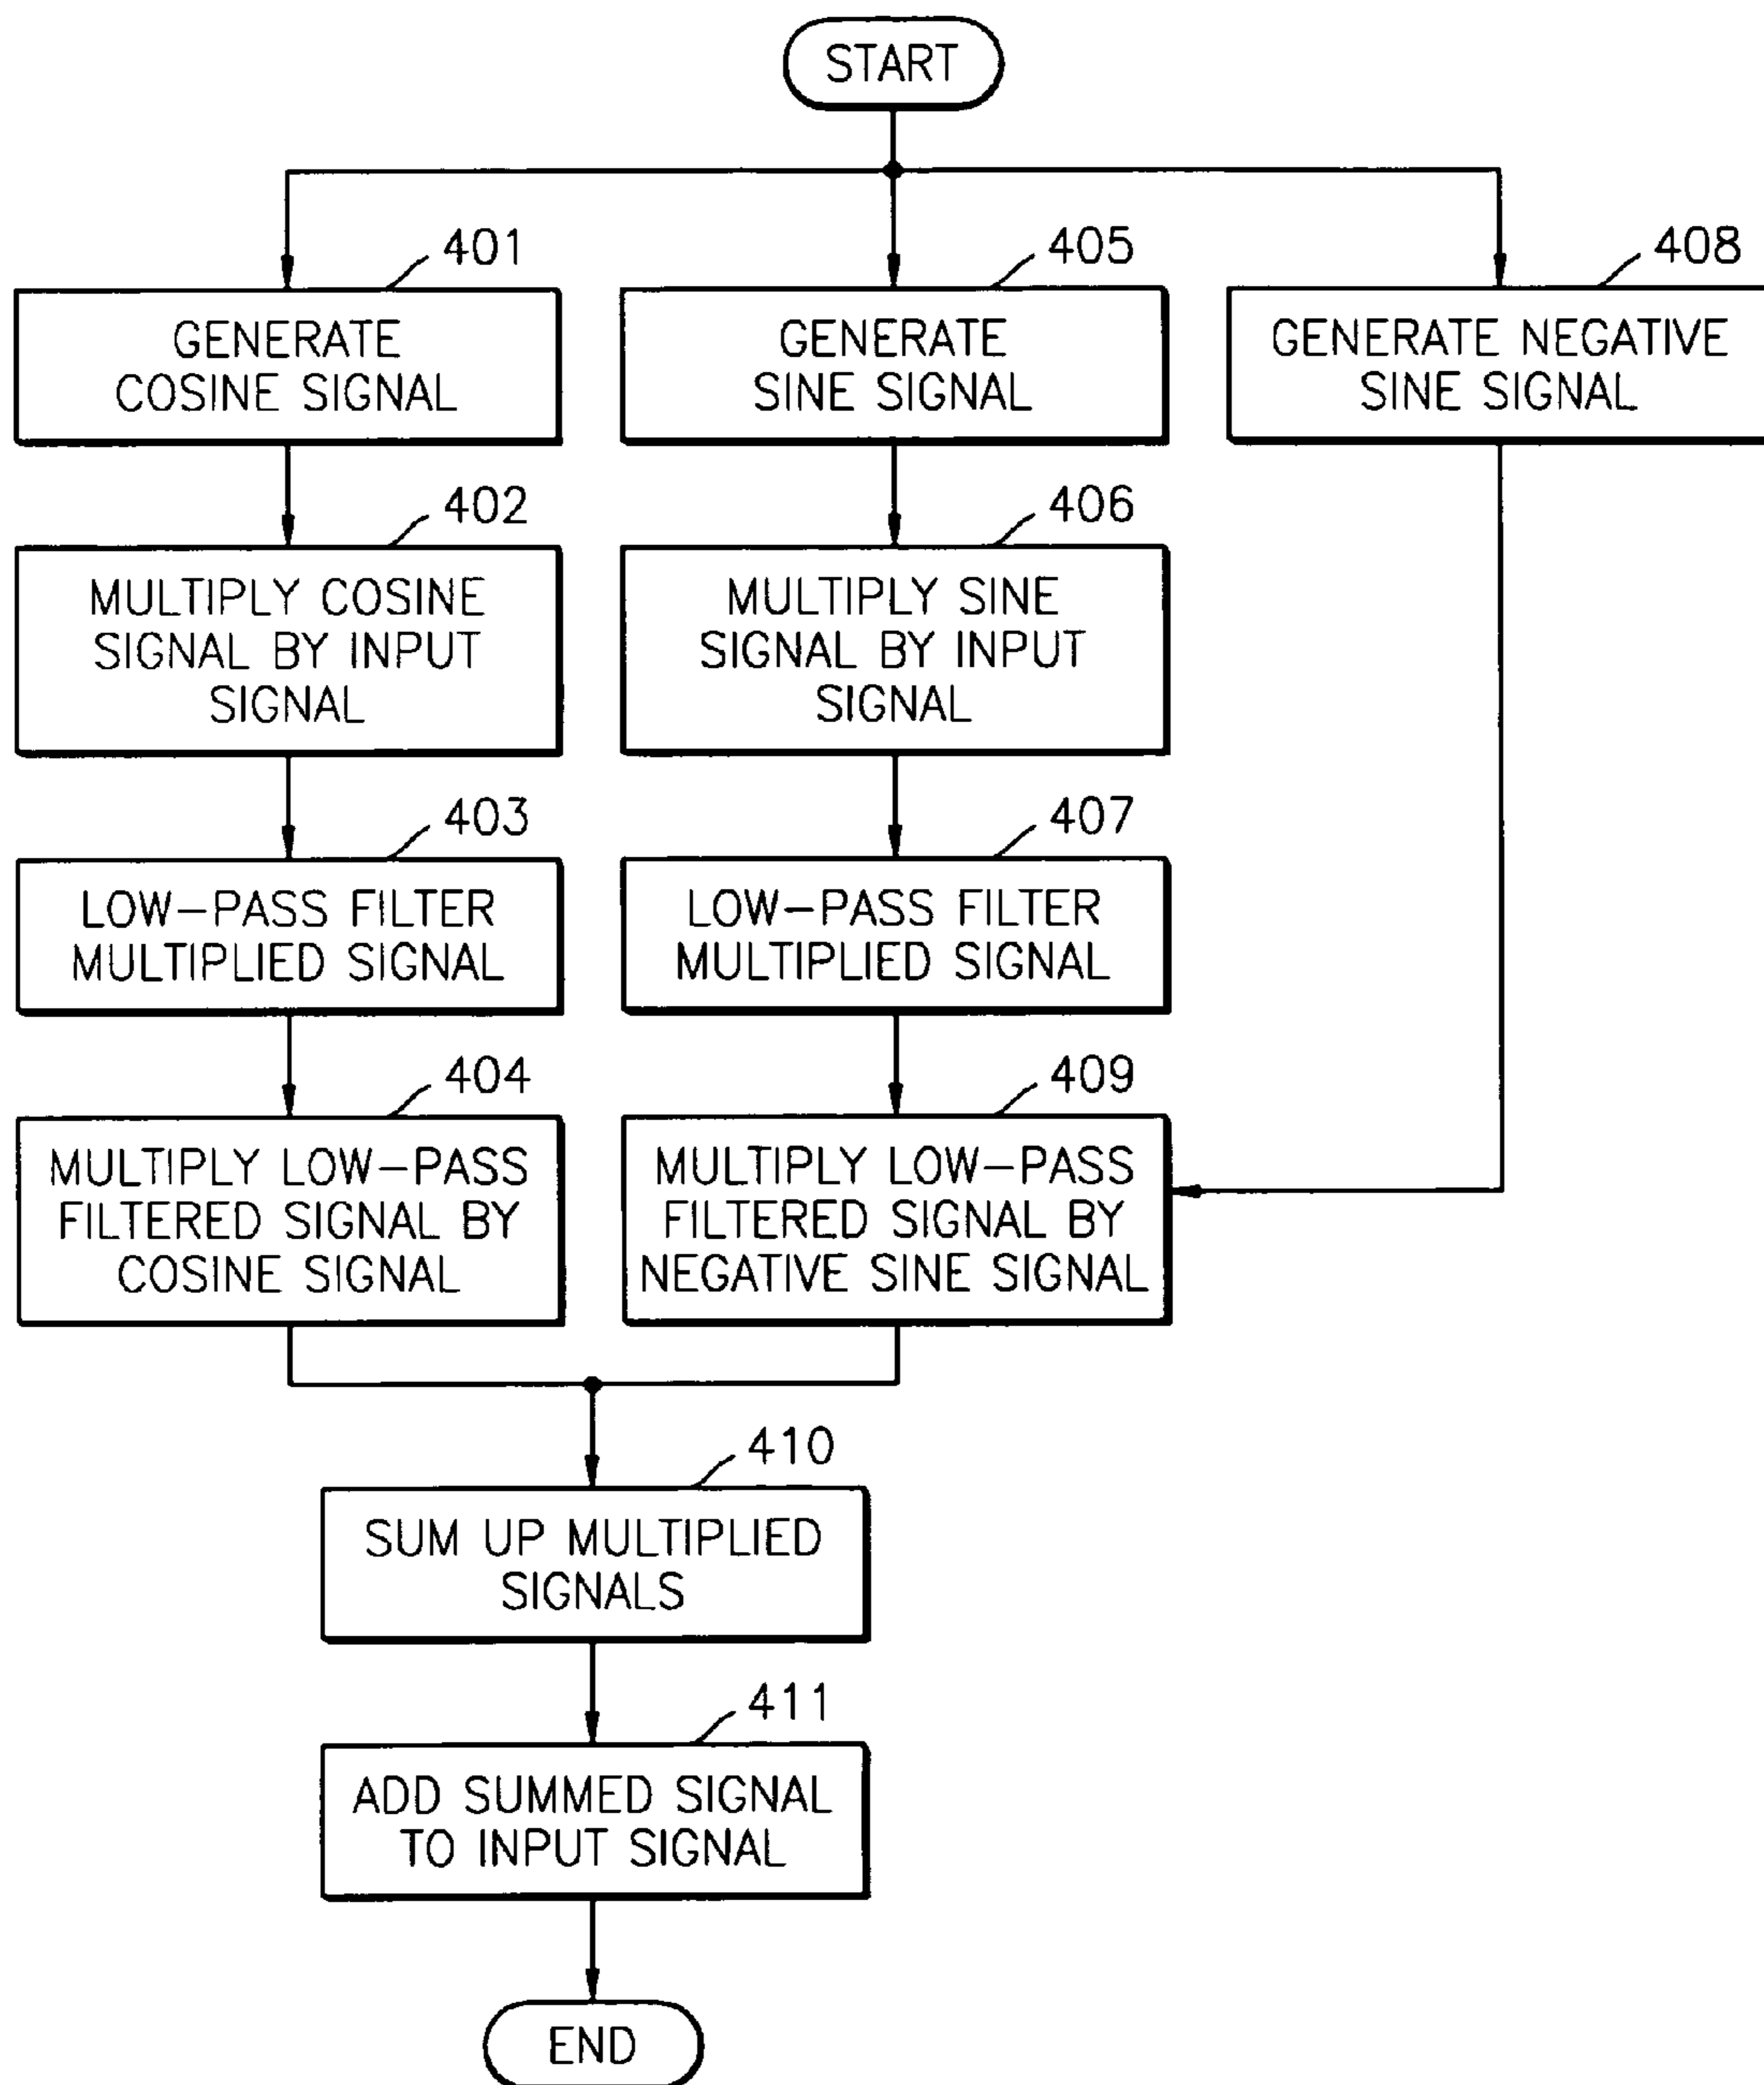 START
401
GENERATE
COSINE SIGNAL
405
GENERATE
SINE SIGNAL
408
GENERATE NEGATIVE
SINE SIGNAL
402
MULTIPLY COSINE
SIGNAL BY INPUT
SIGNAL
406
MULTIPLY SINE
SIGNAL BY INPUT
SIGNAL
403
LOW-PASS FILTER
MULTIPLIED SIGNAL
407
LOW-PASS FILTER
MULTIPLIED SIGNAL
404
MULTIPLY LOW-PASS
FILTERED SIGNAL BY
COSINE SIGNAL
409
MULTIPLY LOW-PASS
FILTERED SIGNAL BY
NEGATIVE SINE SIGNAL
410
SUM UP MULTIPLIED
SIGNALS
411
ADD SUMMED SIGNAL
TO INPUT SIGNAL
END